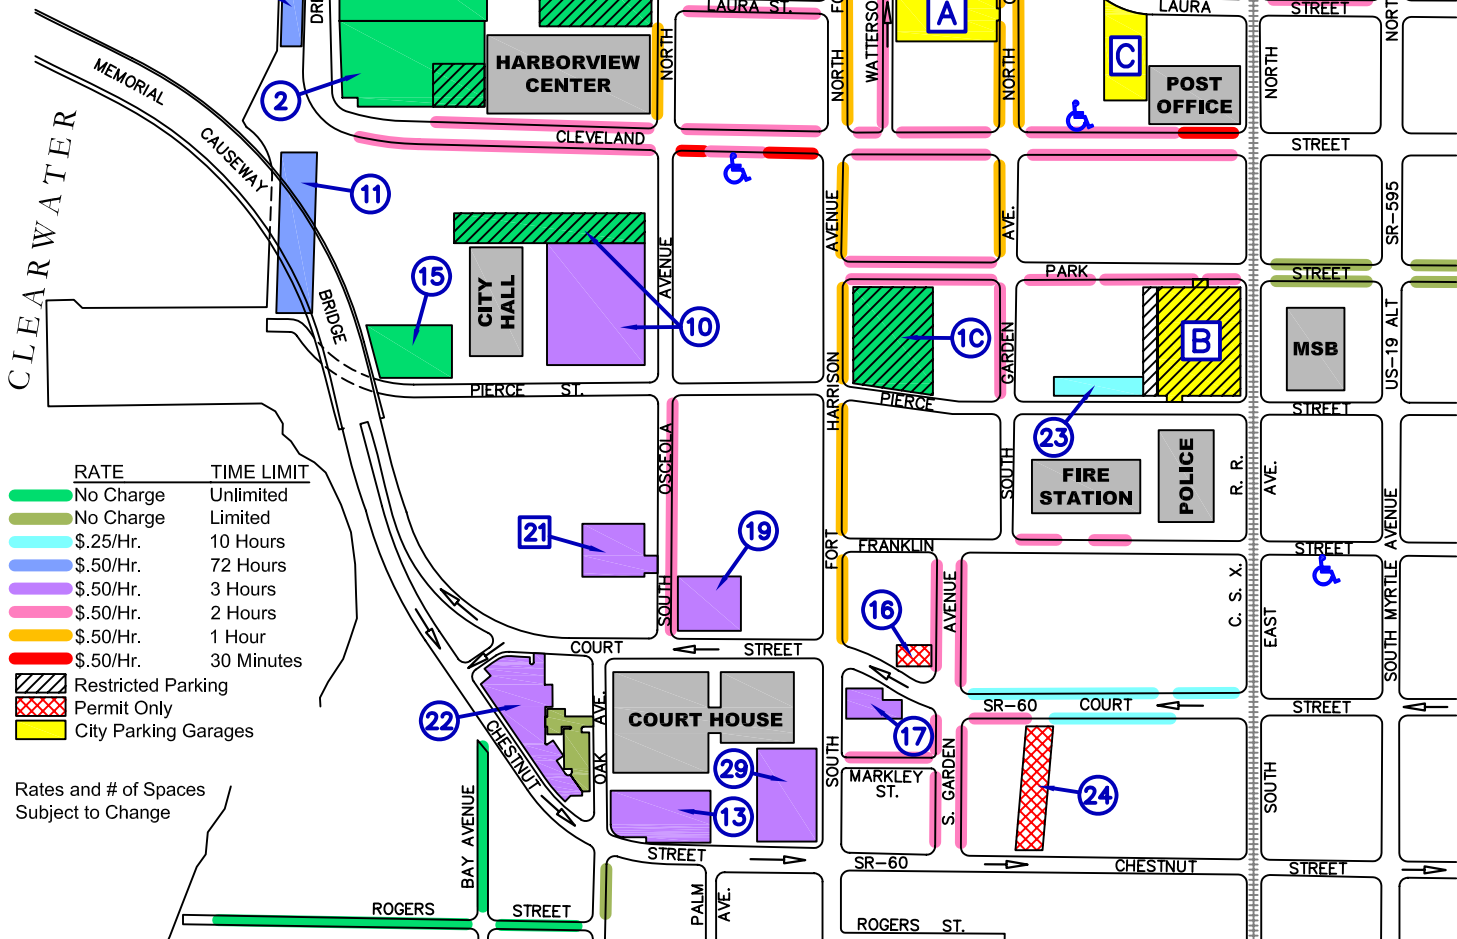 DRI
LAURA ST.
NORTH
FO
NORTH
WATTERSO
A
NORTH
C
LAURA
STREET
NORTH
NORT
2
HARBORVIEW
CENTER
C
POST
OFFICE
MEMORIAL
CAUSEWAY
BRIDGE
CLEARWATER
CLEVELAND
STREET
11
15
CITY
HALL
10
AVENUE
AVENUE
AVE.
PARK
STREET
SR-595
1C
B
MSB
US-19 ALT
HARRISON
GARDEN
PIERCE ST.
PIERCE
STREET
23
FIRE
STATION
POLICE
R. R.
AVE.
SOUTH
OSCEOLA
RATE TIME LIMIT
No Charge Unlimited
No Charge Limited
$.25/Hr. 10 Hours
$.50/Hr. 72 Hours
$.50/Hr. 3 Hours
$.50/Hr. 2 Hours
$.50/Hr. 1 Hour
$.50/Hr. 30 Minutes
Restricted Parking
Permit Only
City Parking Garages
Rates and # of Spaces
Subject to Change
21
19
SOUTH
FORT
FRANKLIN
STREET
16
AVENUE
C. S. X.
EAST
SOUTH MYRTLE AVENUE
COURT STREET
22
CHESTNUT
OAK AVE.
COURT HOUSE
29
13
SOUTH
17
SR-60 COURT
STREET
MARKLEY
ST.
S. GARDEN
24
SOUTH
STREET
SR-60
CHESTNUT
STREET
BAY AVENUE
ROGERS STREET
PALM
AVE.
ROGERS ST.